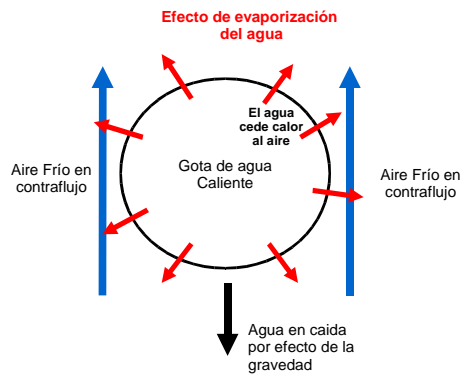 Efecto de evaporización
del agua
El agua
cede calor
al aire
Aire Frío en
contraflujo
Gota de agua
Caliente
Aire Frío en
contraflujo
Agua en caida
por efecto de la
gravedad